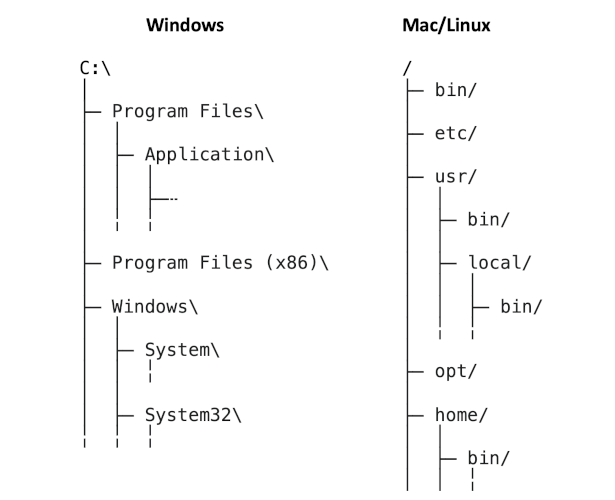 Windows
C:\
Program Files\
Application\
Program Files (x86)\
Windows\
System\
System32\
Mac/Linux
/
bin/
etc/
usr/
bin/
local/
bin/
opt/
home/
bin/